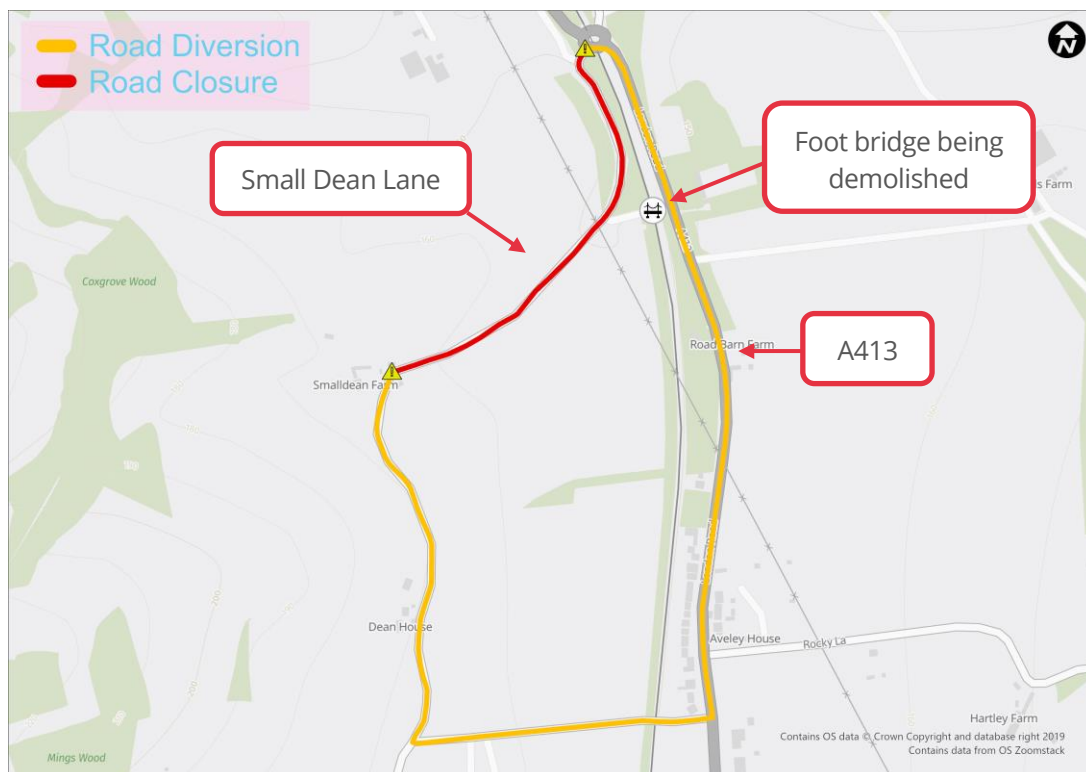 Road Diversion
Road Closure
N
Small Dean Lane
Foot bridge being
demolished
s Farm
Coxgrove Wood
A413
Road Barn Farm
Smalldean Farm
Dean House
Aveley House
Rocky La
Hartley Farm
Mings Wood
Contains OS data © Crown Copyright and database right 2019
Contains data from OS Zoomstack